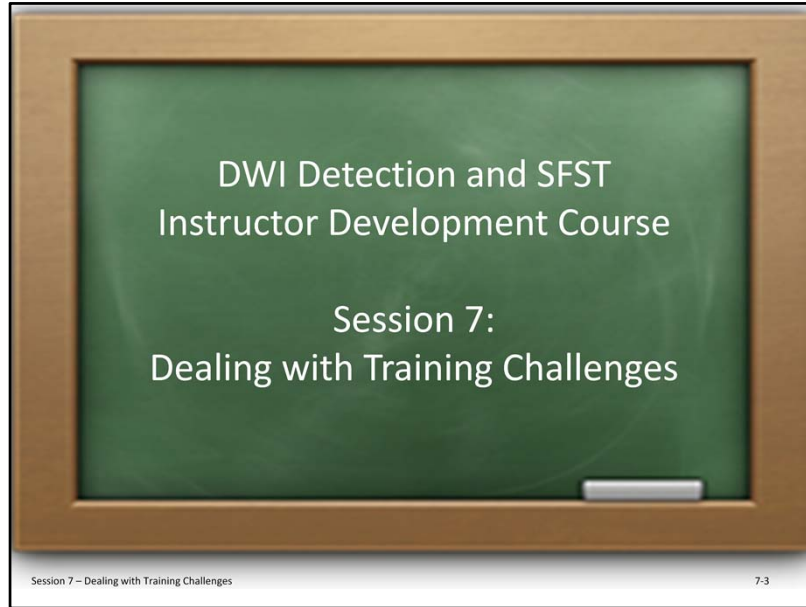 DWI Detection and SFST
Instructor Development Course
Session 7:
Dealing with Training Challenges
Session 7 – Dealing with Training Challenges
7-3